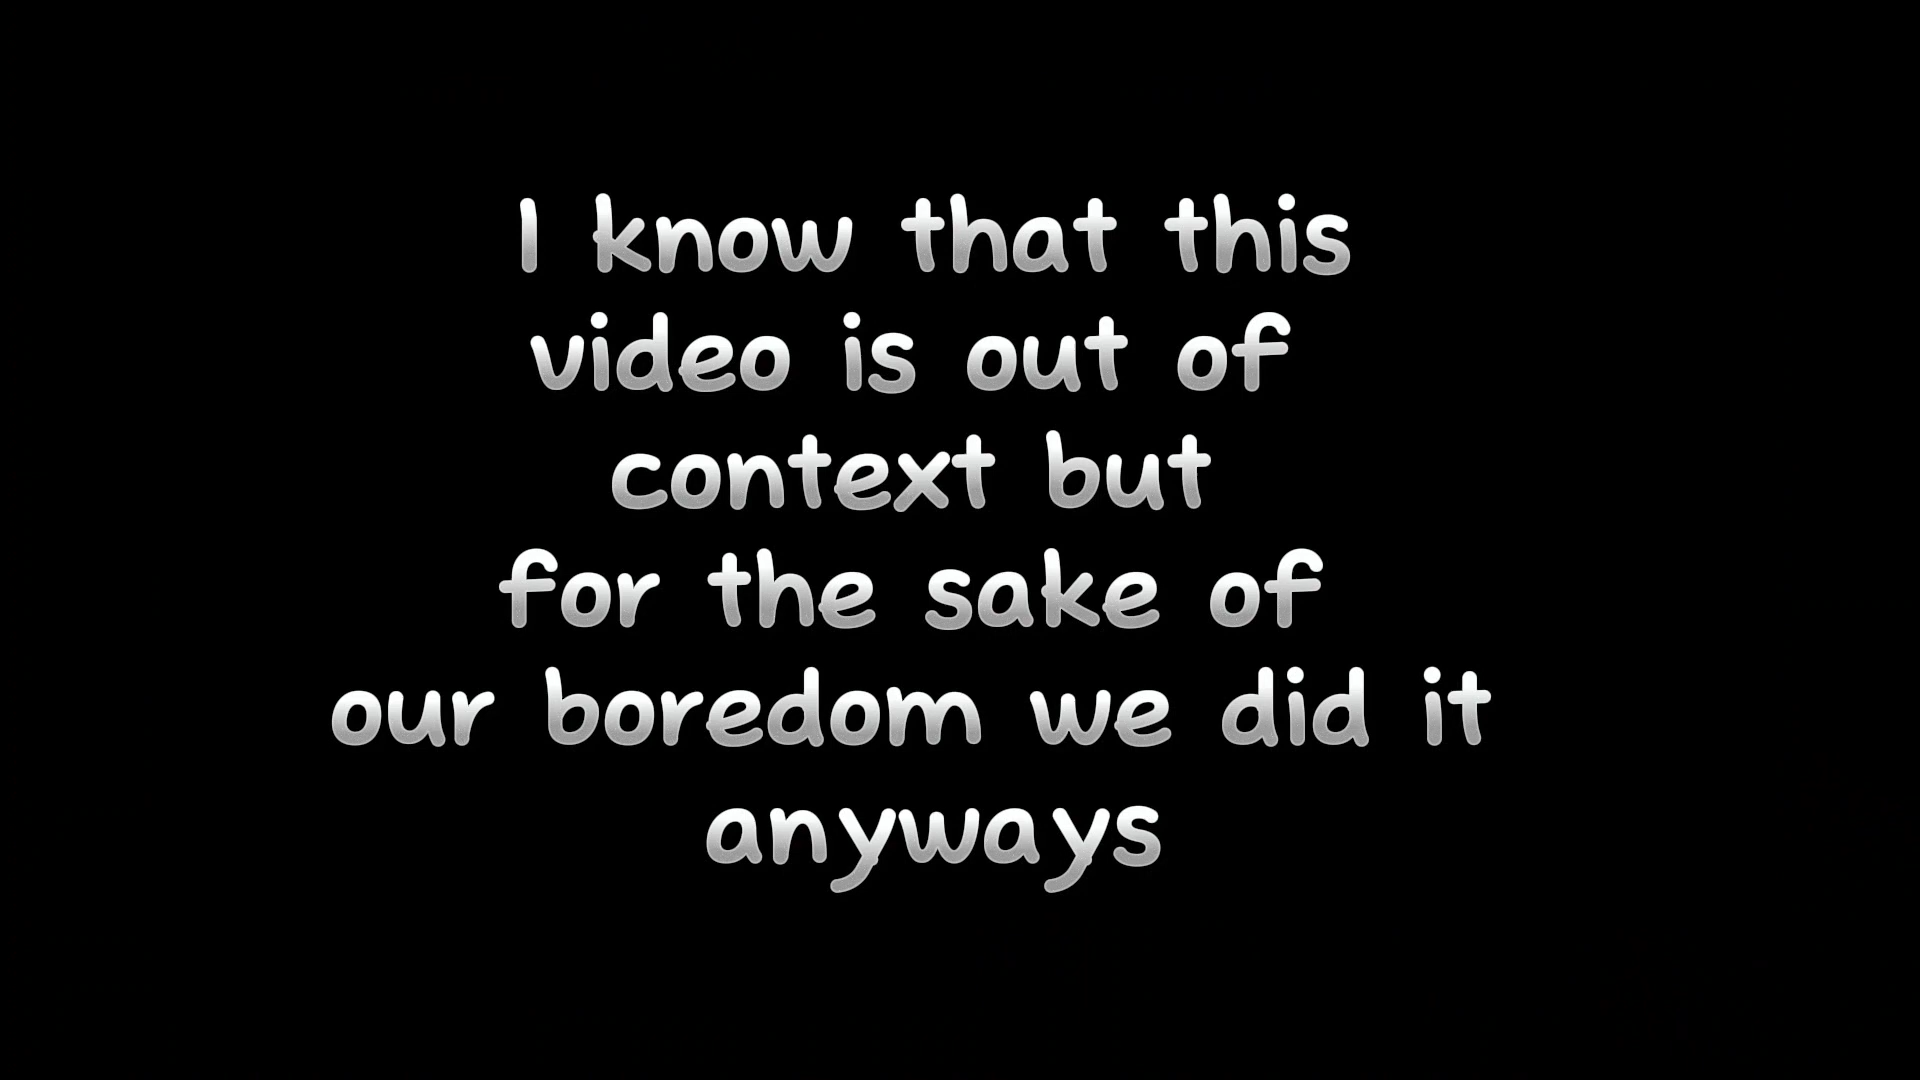 I know that this
video is out of
context but
for the sake of
our boredom we did it
anyways